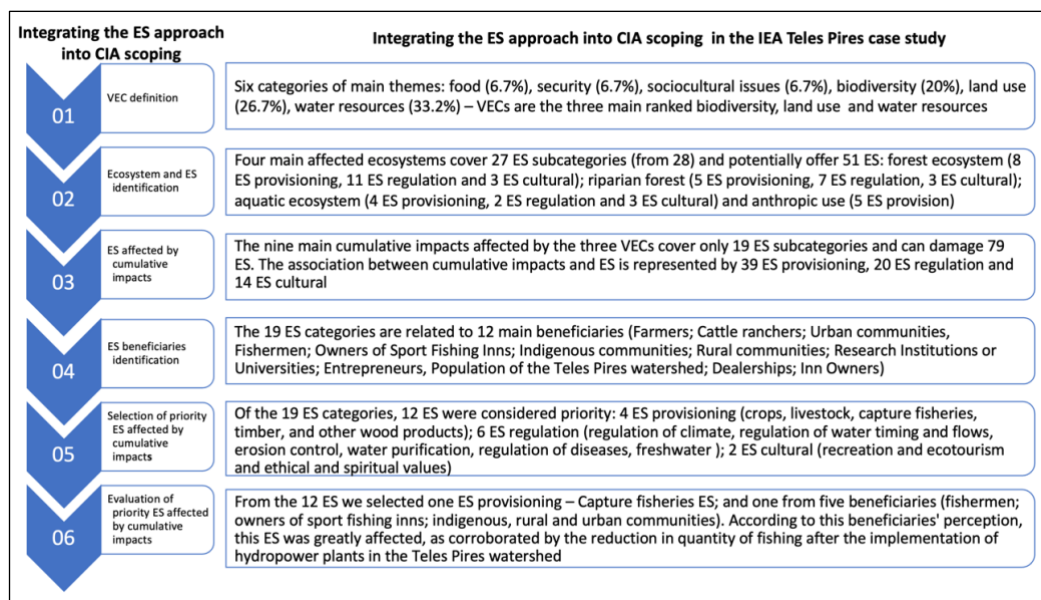 Integrating the ES approach
into CIA scoping
Integrating the ES approach into CIA scoping in the IEA Teles Pires case study
01
VEC definition
Six categories of main themes: food (6.7%), security (6.7%), sociocultural issues (6.7%), biodiversity (20%), land use
(26.7%), water resources (33.2%) – VECs are the three main ranked biodiversity, land use and water resources
02
Ecosystem and ES
identification
Four main affected ecosystems cover 27 ES subcategories (from 28) and potentially offer 51 ES: forest ecosystem (8
ES provisioning, 11 ES regulation and 3 ES cultural); riparian forest (5 ES provisioning, 7 ES regulation, 3 ES cultural);
aquatic ecosystem (4 ES provisioning, 2 ES regulation and 3 ES cultural) and anthropic use (5 ES provision)
03
ES affected by
cumulative
impacts
The nine main cumulative impacts affected by the three VECs cover only 19 ES subcategories and can damage 79
ES. The association between cumulative impacts and ES is represented by 39 ES provisioning, 20 ES regulation and
14 ES cultural
04
ES beneficiaries
identification
The 19 ES categories are related to 12 main beneficiaries (Farmers; Cattle ranchers; Urban communities,
Fishermen; Owners of Sport Fishing Inns; Indigenous communities; Rural communities; Research Institutions or
Universities; Entrepreneurs, Population of the Teles Pires watershed; Dealerships; Inn Owners)
05
Selection of priority
ES affected by
cumulative
impacts
Of the 19 ES categories, 12 ES were considered priority: 4 ES provisioning (crops, livestock, capture fisheries,
timber, and other wood products); 6 ES regulation (regulation of climate, regulation of water timing and flows,
erosion control, water purification, regulation of diseases, freshwater ); 2 ES cultural (recreation and ecotourism
and ethical and spiritual values)
06
Evaluation of
priority ES affected
by cumulative
impacts
From the 12 ES we selected one ES provisioning – Capture fisheries ES; and one from five beneficiaries (fishermen;
owners of sport fishing inns; indigenous, rural and urban communities). According to this beneficiaries' perception,
this ES was greatly affected, as corroborated by the reduction in quantity of fishing after the implementation of
hydropower plants in the Teles Pires watershed